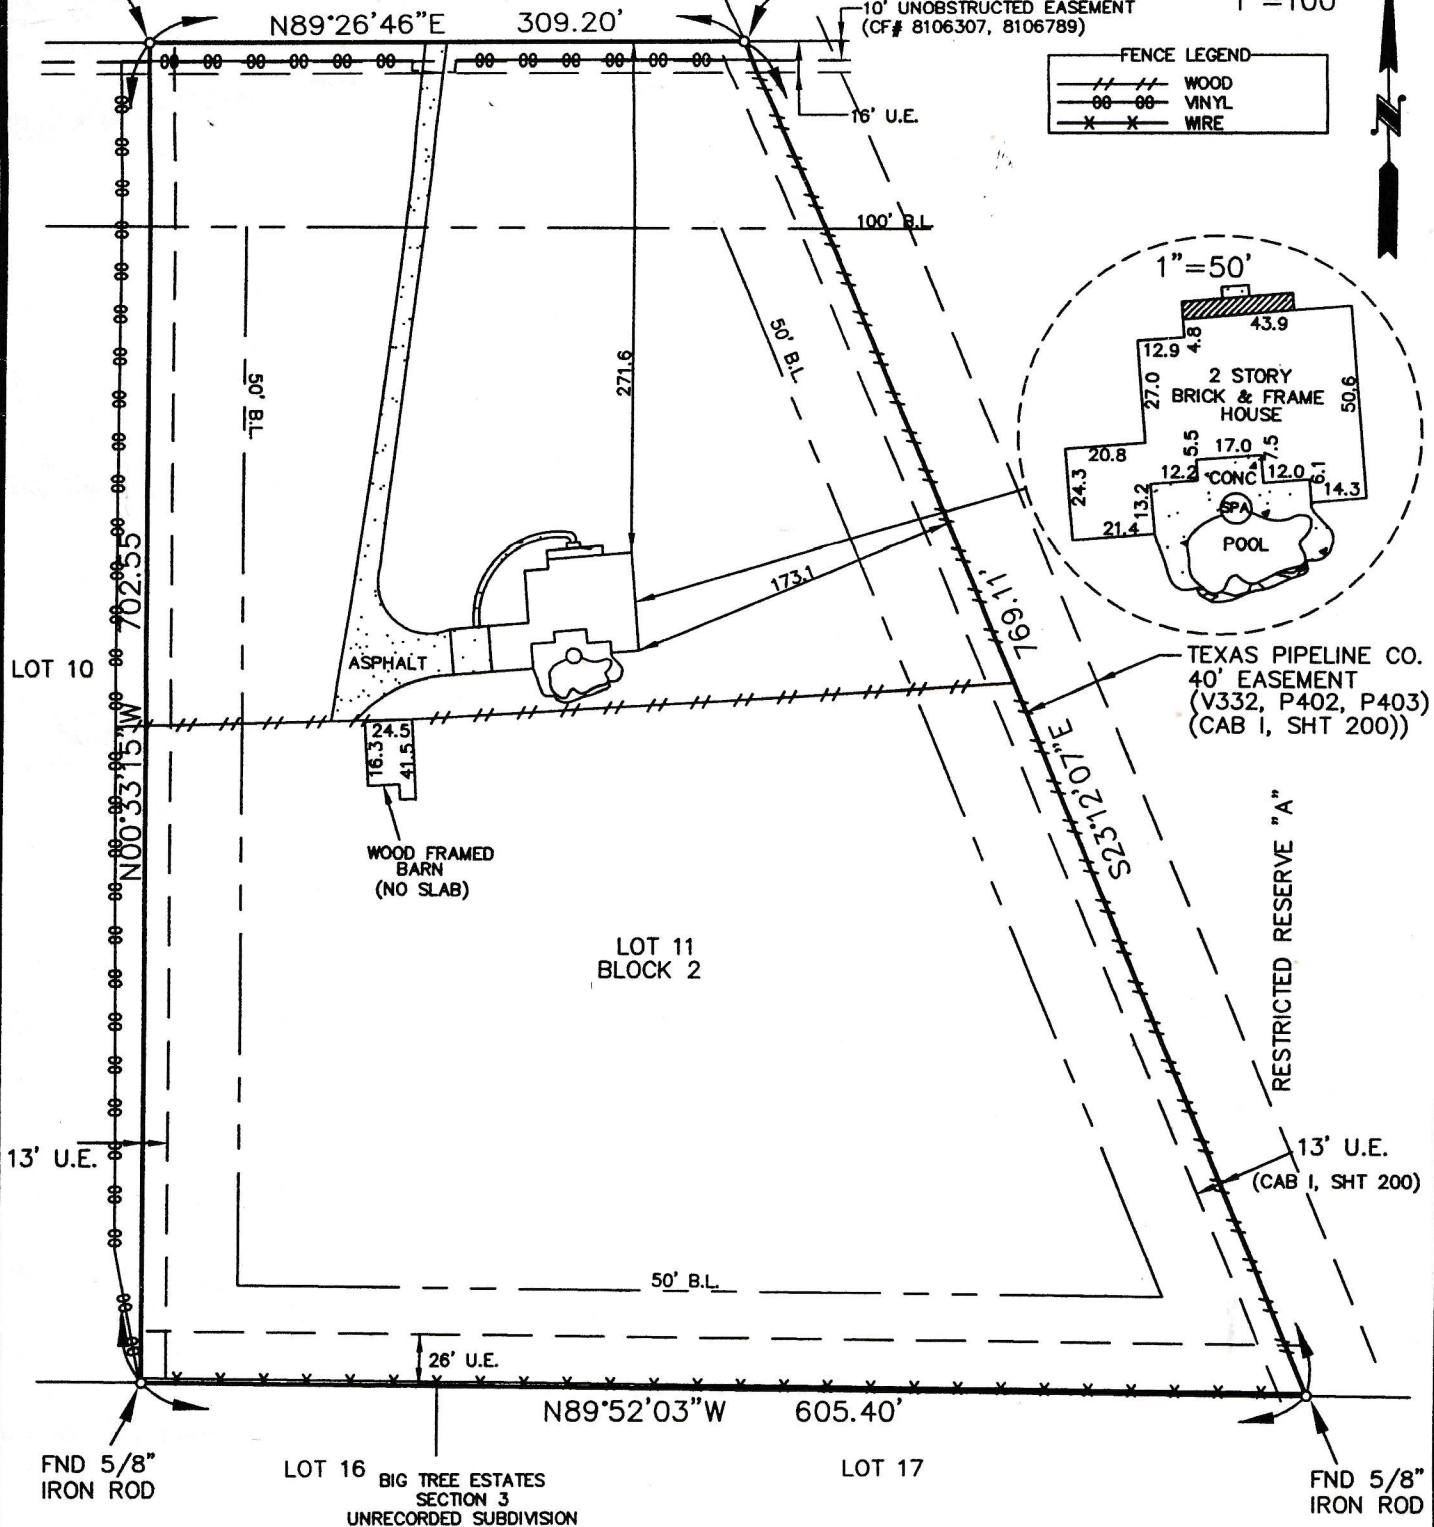 N89°26'46"E 309.20'
10' UNOBSTRUCTED EASEMENT
(CF# 8106307, 8106789)
1"=100'
FENCE LEGEND
WOOD
VINYL
WIRE
16' U.E.
100' B.L.
50' B.L.
50' B.L.
271.6
1"=50'
43.9
4.8
12.9
27.0
2 STORY
BRICK & FRAME
HOUSE
50.6
20.8
5.5
17.0
7.5
24.3
12.2
CONC
12.0
6.1
14.3
13.2
SPA
21.4
POOL
173.1
769.11'
S23°12'07"E
702.55'
N00°33'15"W
LOT 10
ASPHALT
TEXAS PIPELINE CO.
40' EASEMENT
(V332, P402, P403)
(CAB I, SHT 200))
24.5
16.3
41.5
WOOD FRAMED
BARN
(NO SLAB)
LOT 11
BLOCK 2
RESTRICTED RESERVE "A"
13' U.E.
13' U.E.
(CAB I, SHT 200)
50' B.L.
26' U.E.
N89°52'03"W 605.40'
FND 5/8"
IRON ROD
LOT 16
BIG TREE ESTATES
SECTION 3
UNRECORDED SUBDIVISION
LOT 17
FND 5/8"
IRON ROD